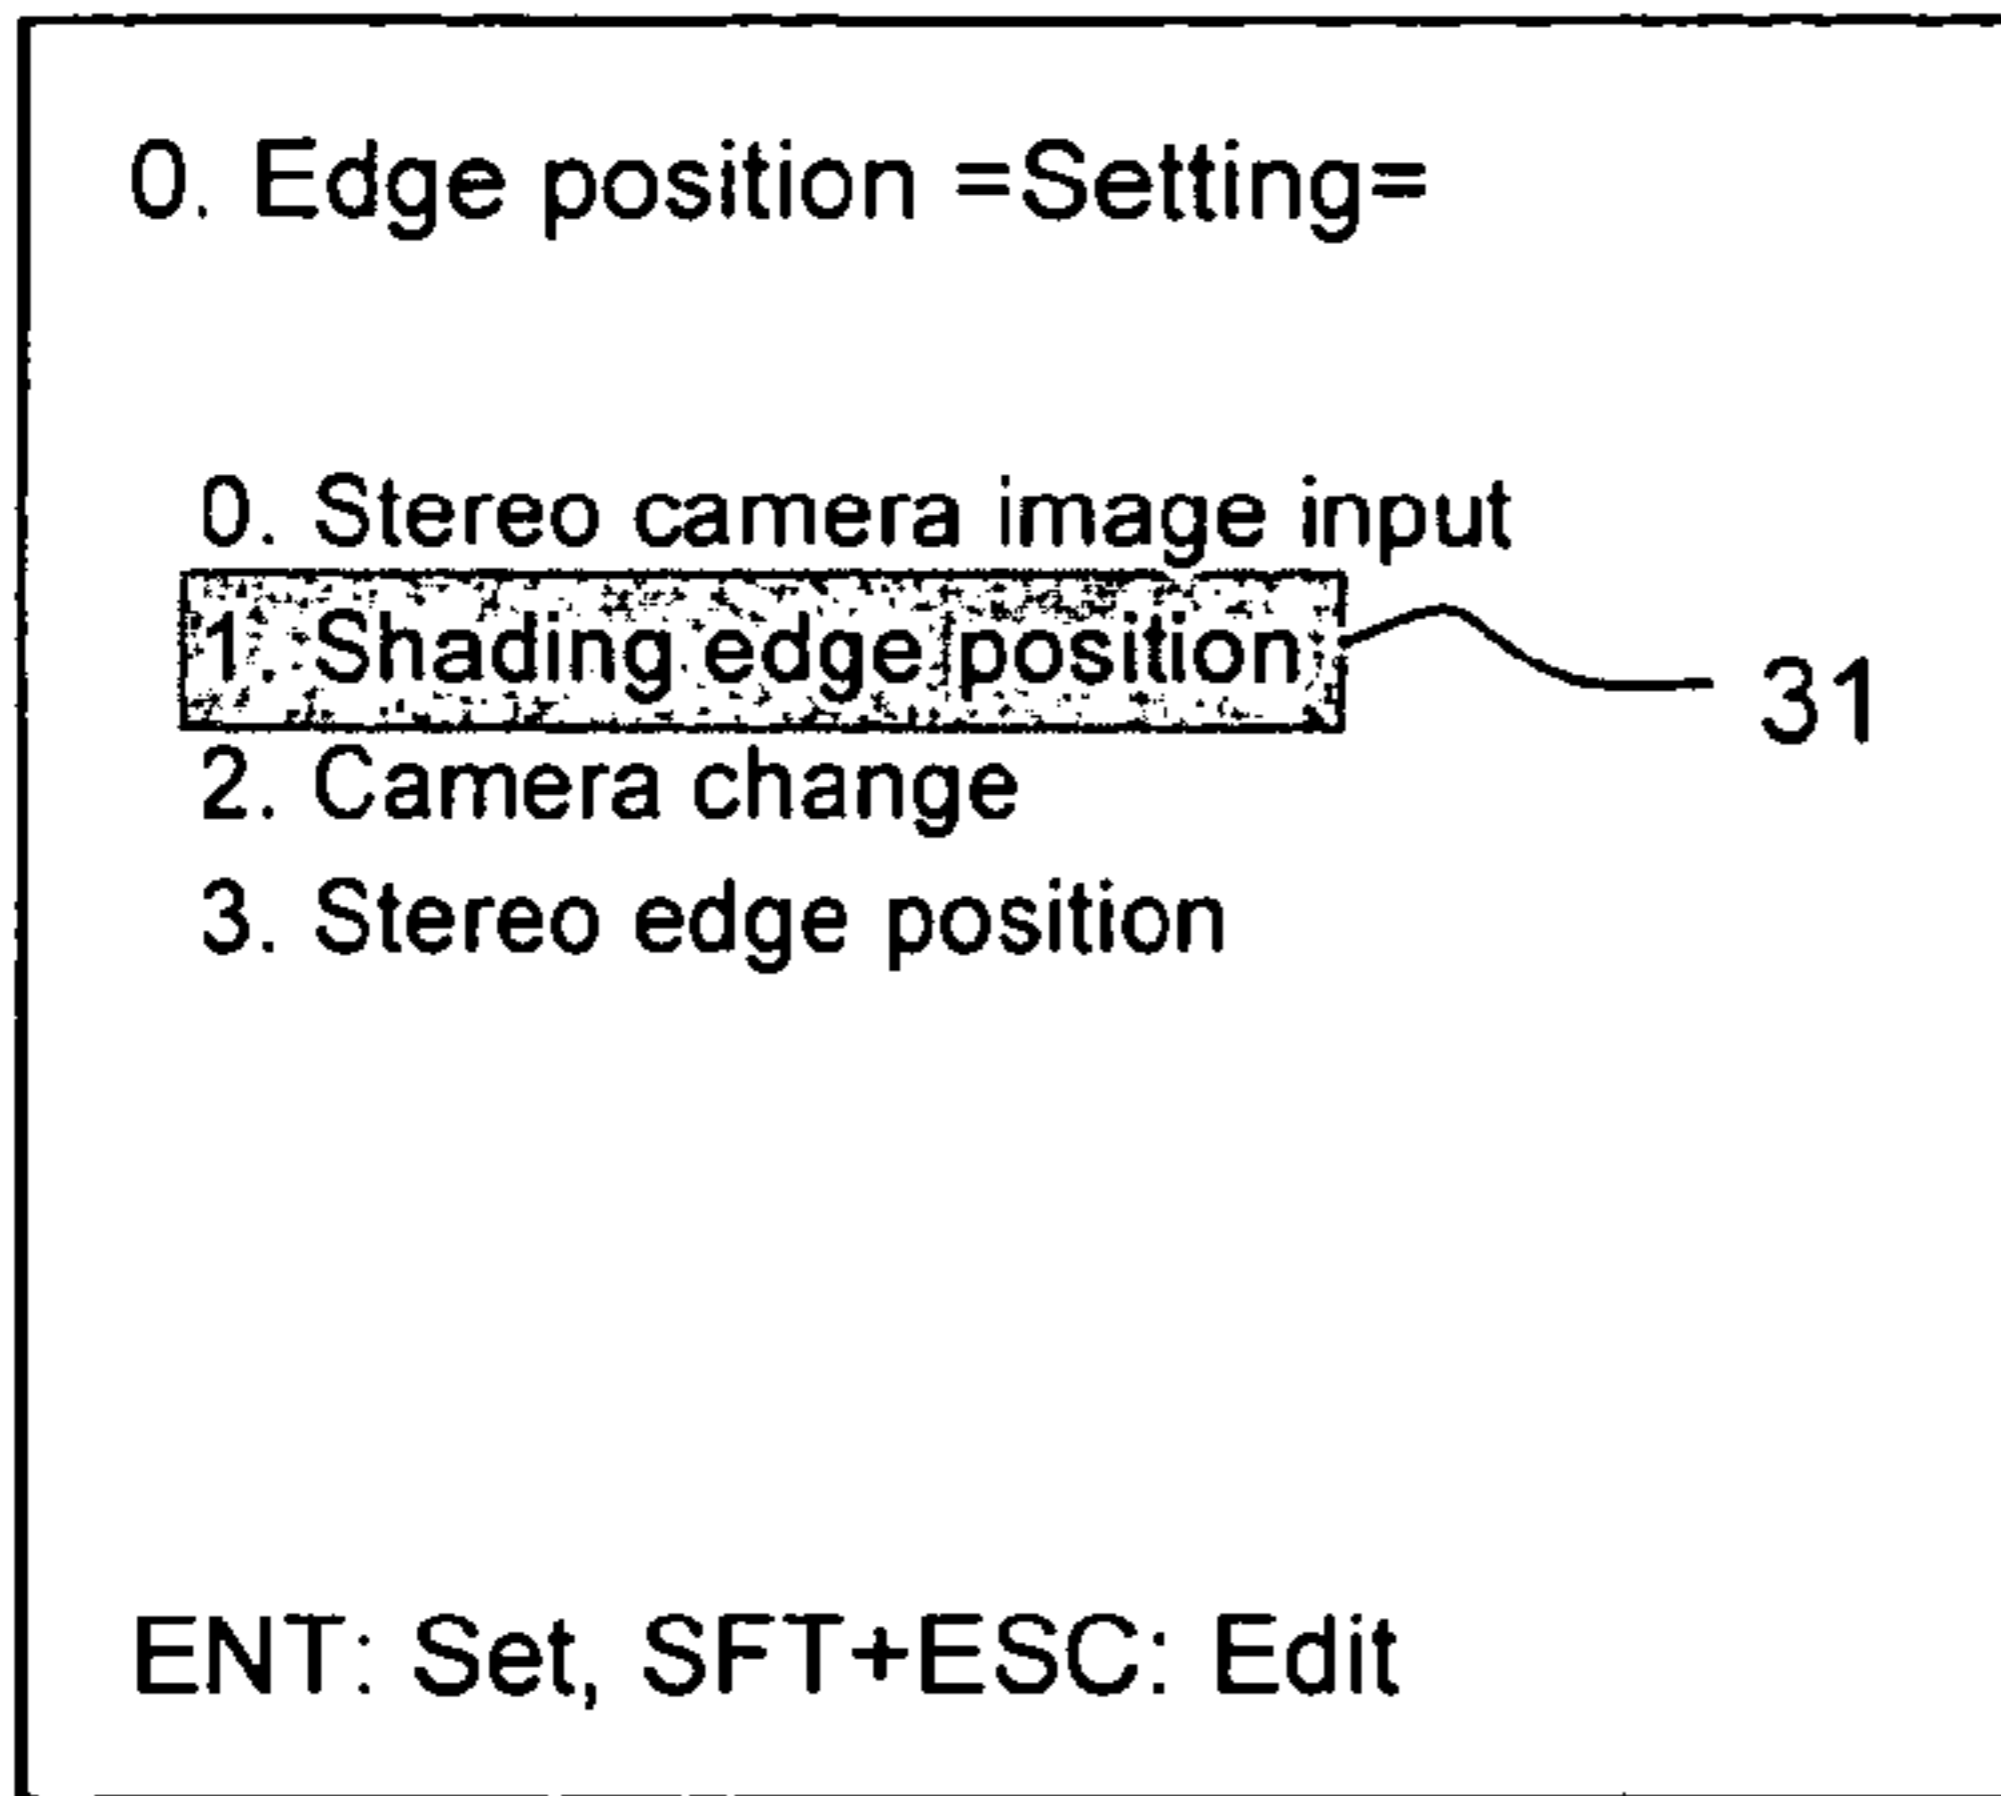 0. Edge position =Setting=
0. Stereo camera image input
1. Shading edge position
31
2. Camera change
3. Stereo edge position
ENT: Set, SFT+ESC: Edit